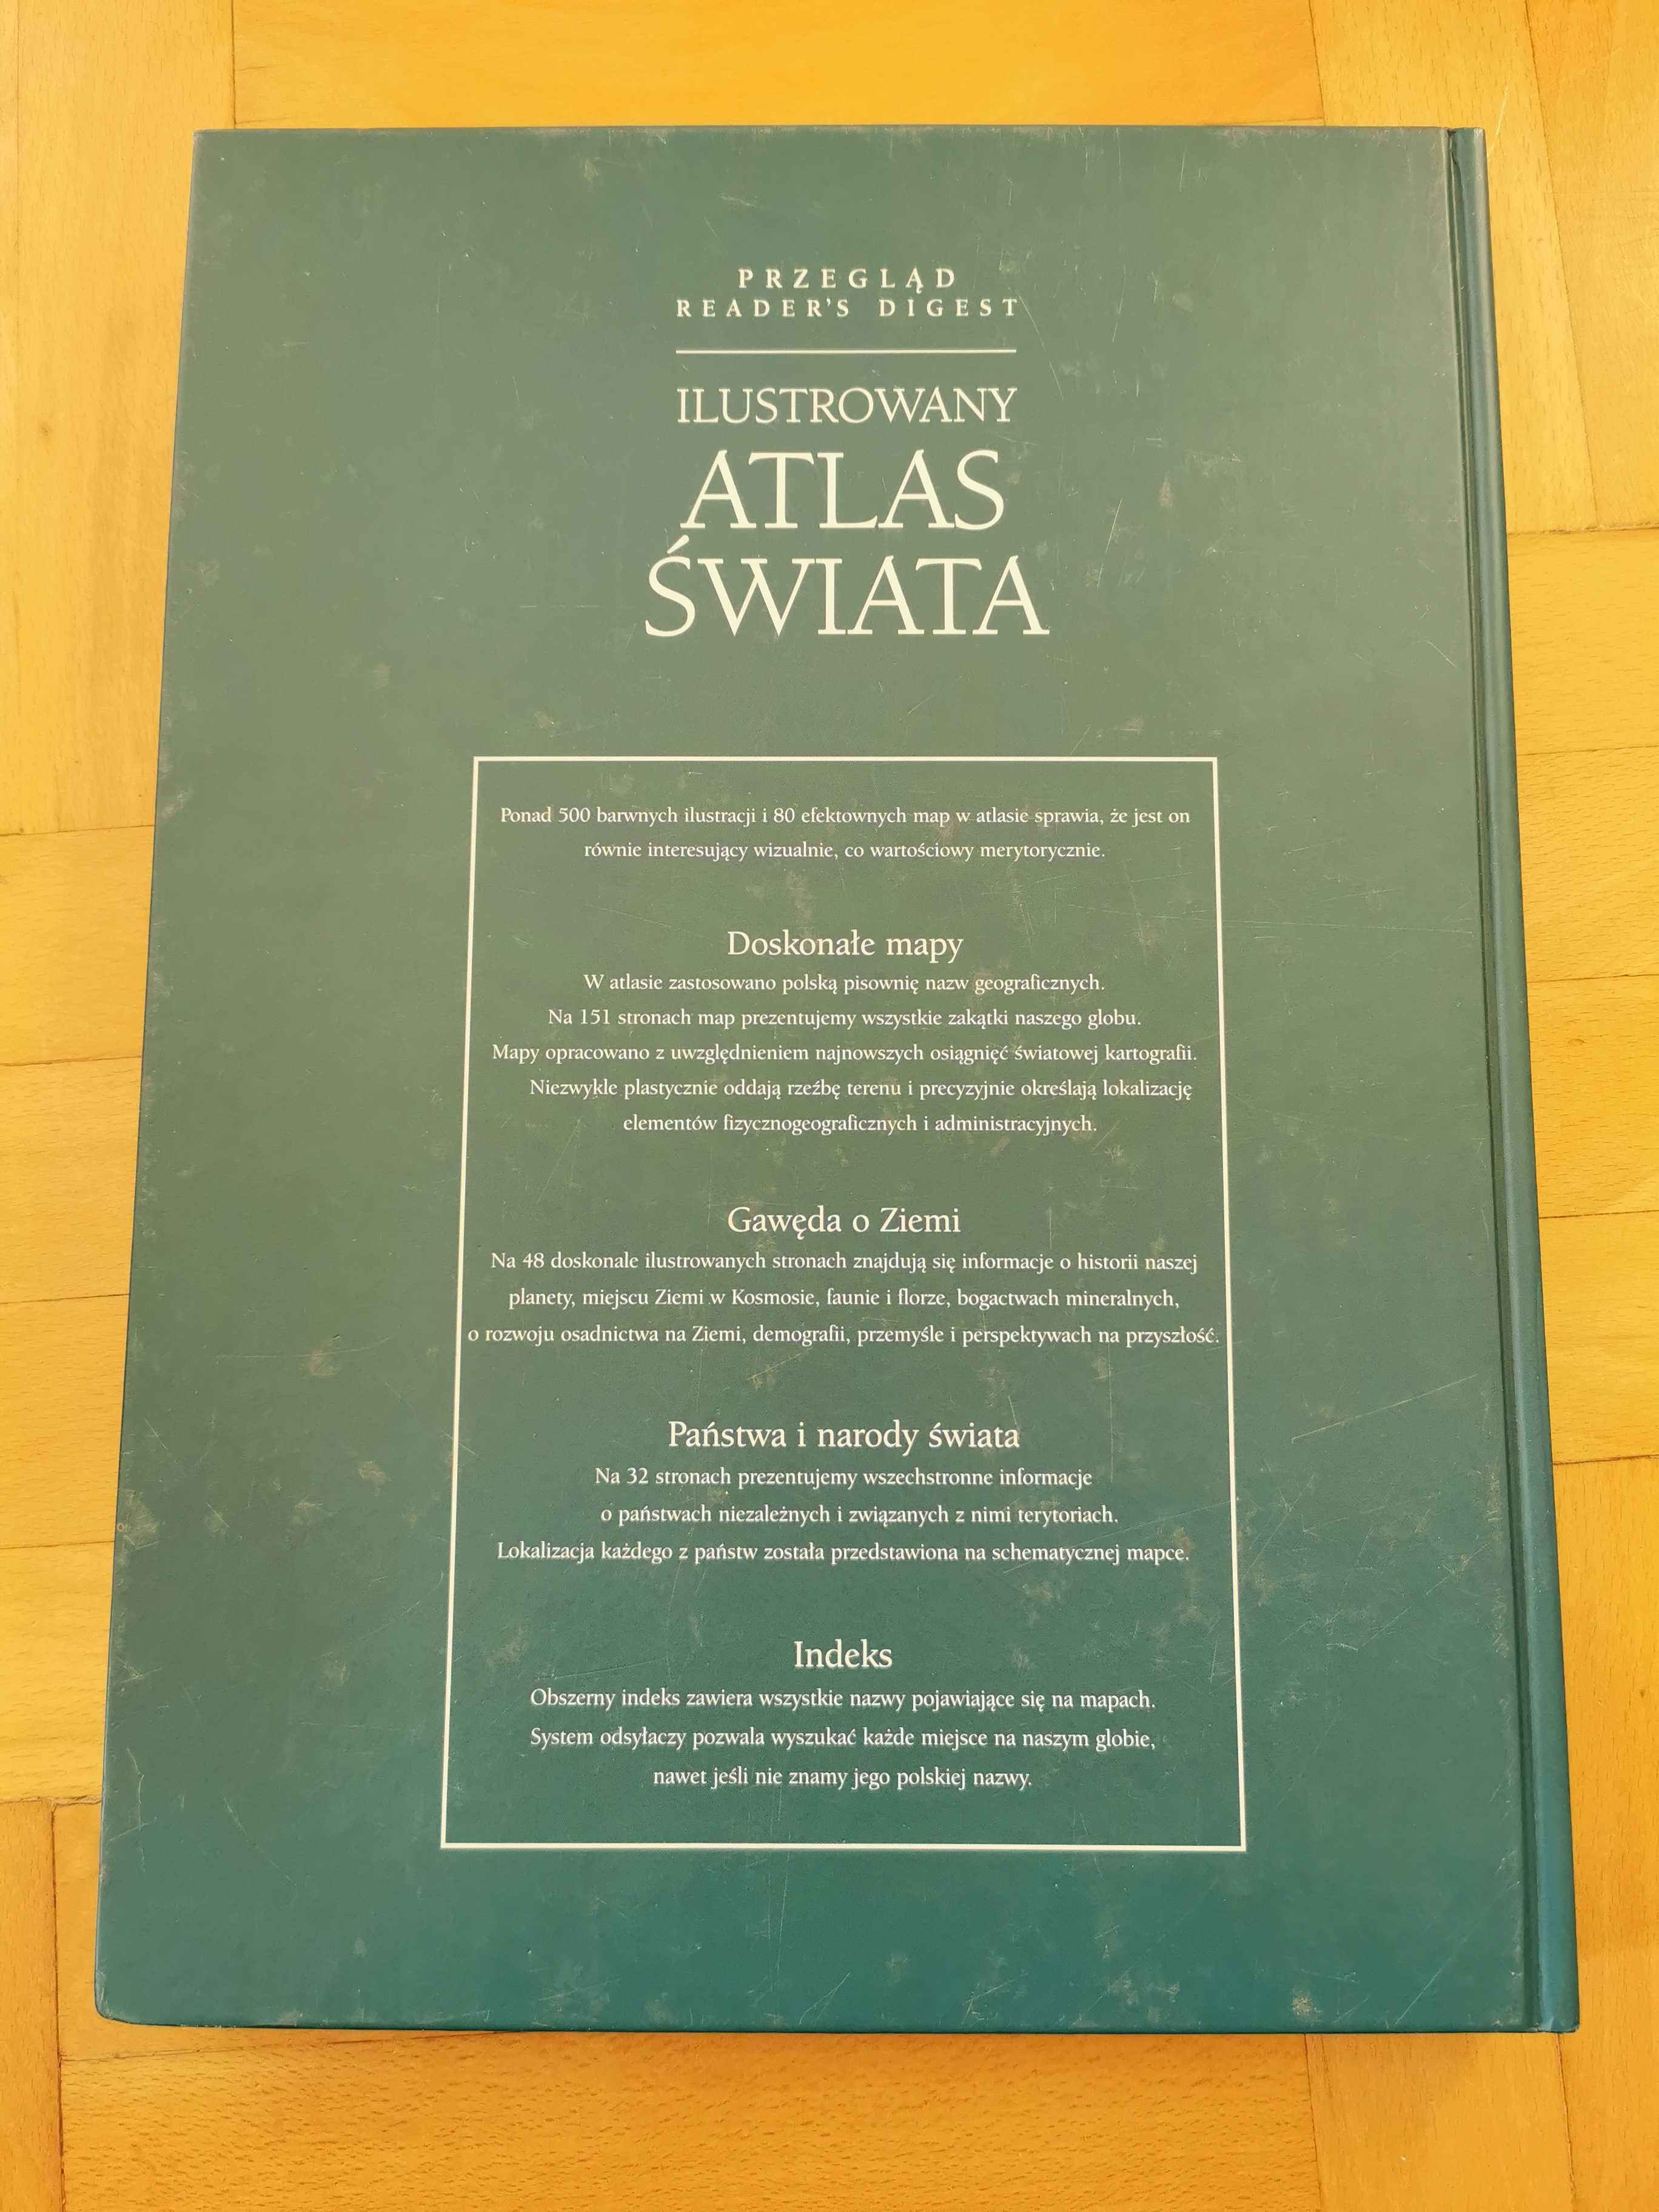 PRZEGLĄD
READER'S DIGEST
ILUSTROWANY
ATLAS
ŚWIATA
Ponad 500 barwnych ilustracji i 80 efektownych map w atlasie sprawia, że jest on
równie interesujący wizualnie, co wartościowy merytorycznie.
Doskonałe mapy
W atlasie zastosowano polską pisownię nazw geograficznych.
Na 151 stronach map prezentujemy wszystkie zakątki naszego globu.
Mapy opracowano z uwzględnieniem najnowszych osiągnięć światowej kartografii.
Niezwykle plastycznie oddają rzeźbę terenu i precyzyjnie określają lokalizację
elementów fizycznogeograficznych i administracyjnych.
Gawęda o Ziemi
Na 48 doskonale ilustrowanych stronach znajdują się informacje o historii naszej
planety, miejscu Ziemi w Kosmosie, faunie i florze, bogactwach mineralnych,
o rozwoju osadnictwa na Ziemi, demografii, przemyśle i perspektywach na przyszłość.
Państwa i narody świata
Na 32 stronach prezentujemy wszechstronne informacje
o państwach niezależnych i związanych z nimi terytoriach.
Lokalizacja każdego z państw została przedstawiona na schematycznej mapce.
Indeks
Obszerny indeks zawiera wszystkie nazwy pojawiające się na mapach.
System odsyłaczy pozwala wyszukać każde miejsce na naszym globie,
nawet jeśli nie znamy jego polskiej nazwy.